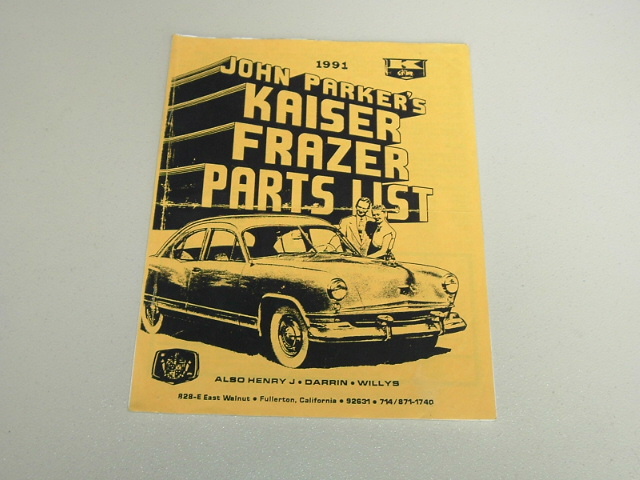 1991
K
JOHN PARKER'S
KAISER
FRAZER
PARTS LIST
ALSO HENRY J • DARRIN • WILLYS
828-E East Walnut • Fullerton, California • 92631 • 714/871-1740